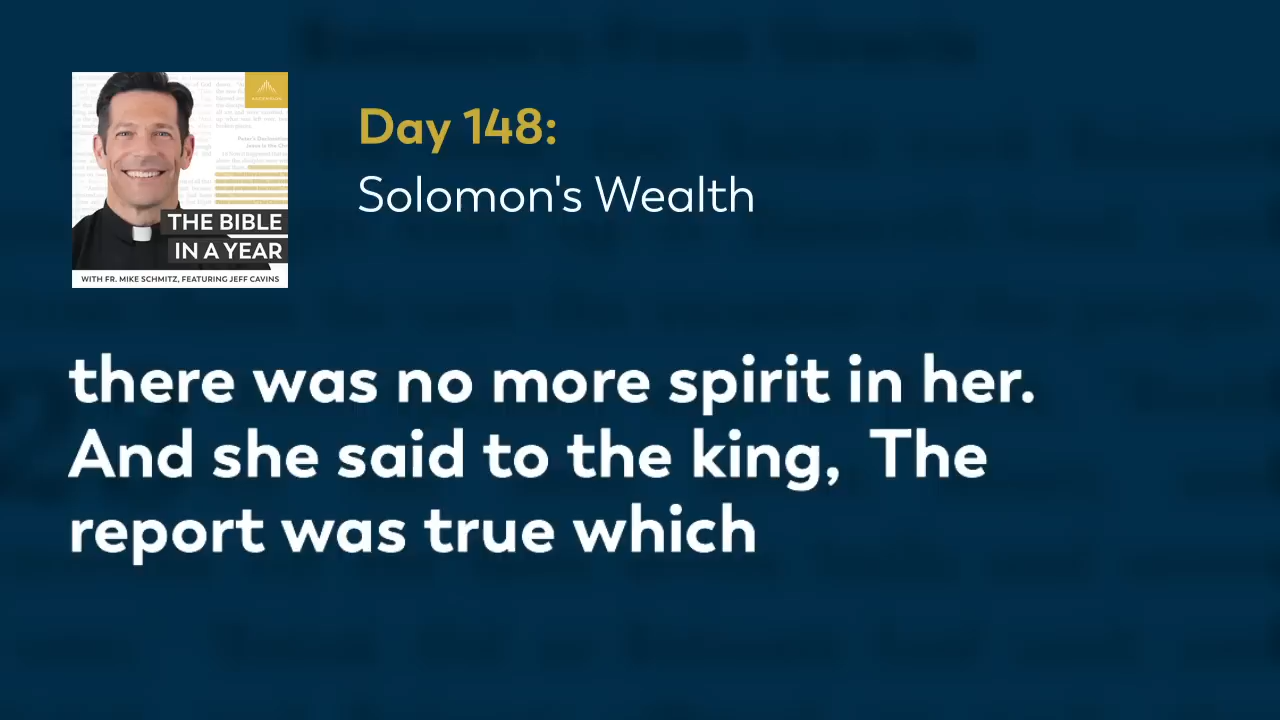 Day 148:
Solomon's Wealth
THE BIBLE
IN A YEAR
WITH FR. MIKE SCHMITZ, FEATURING JEFF CAVINS
there was no more spirit in her.
And she said to the king, The
report was true which